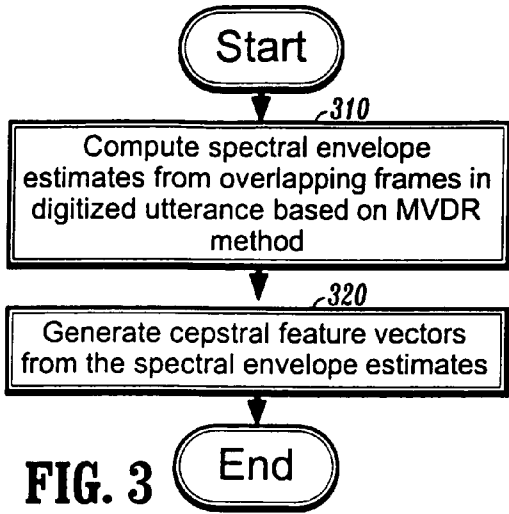 Start
310
Compute spectral envelope
estimates from overlapping frames in
digitized utterance based on MVDR
method
320
Generate cepstral feature vectors
from the spectral envelope estimates
End
FIG. 3